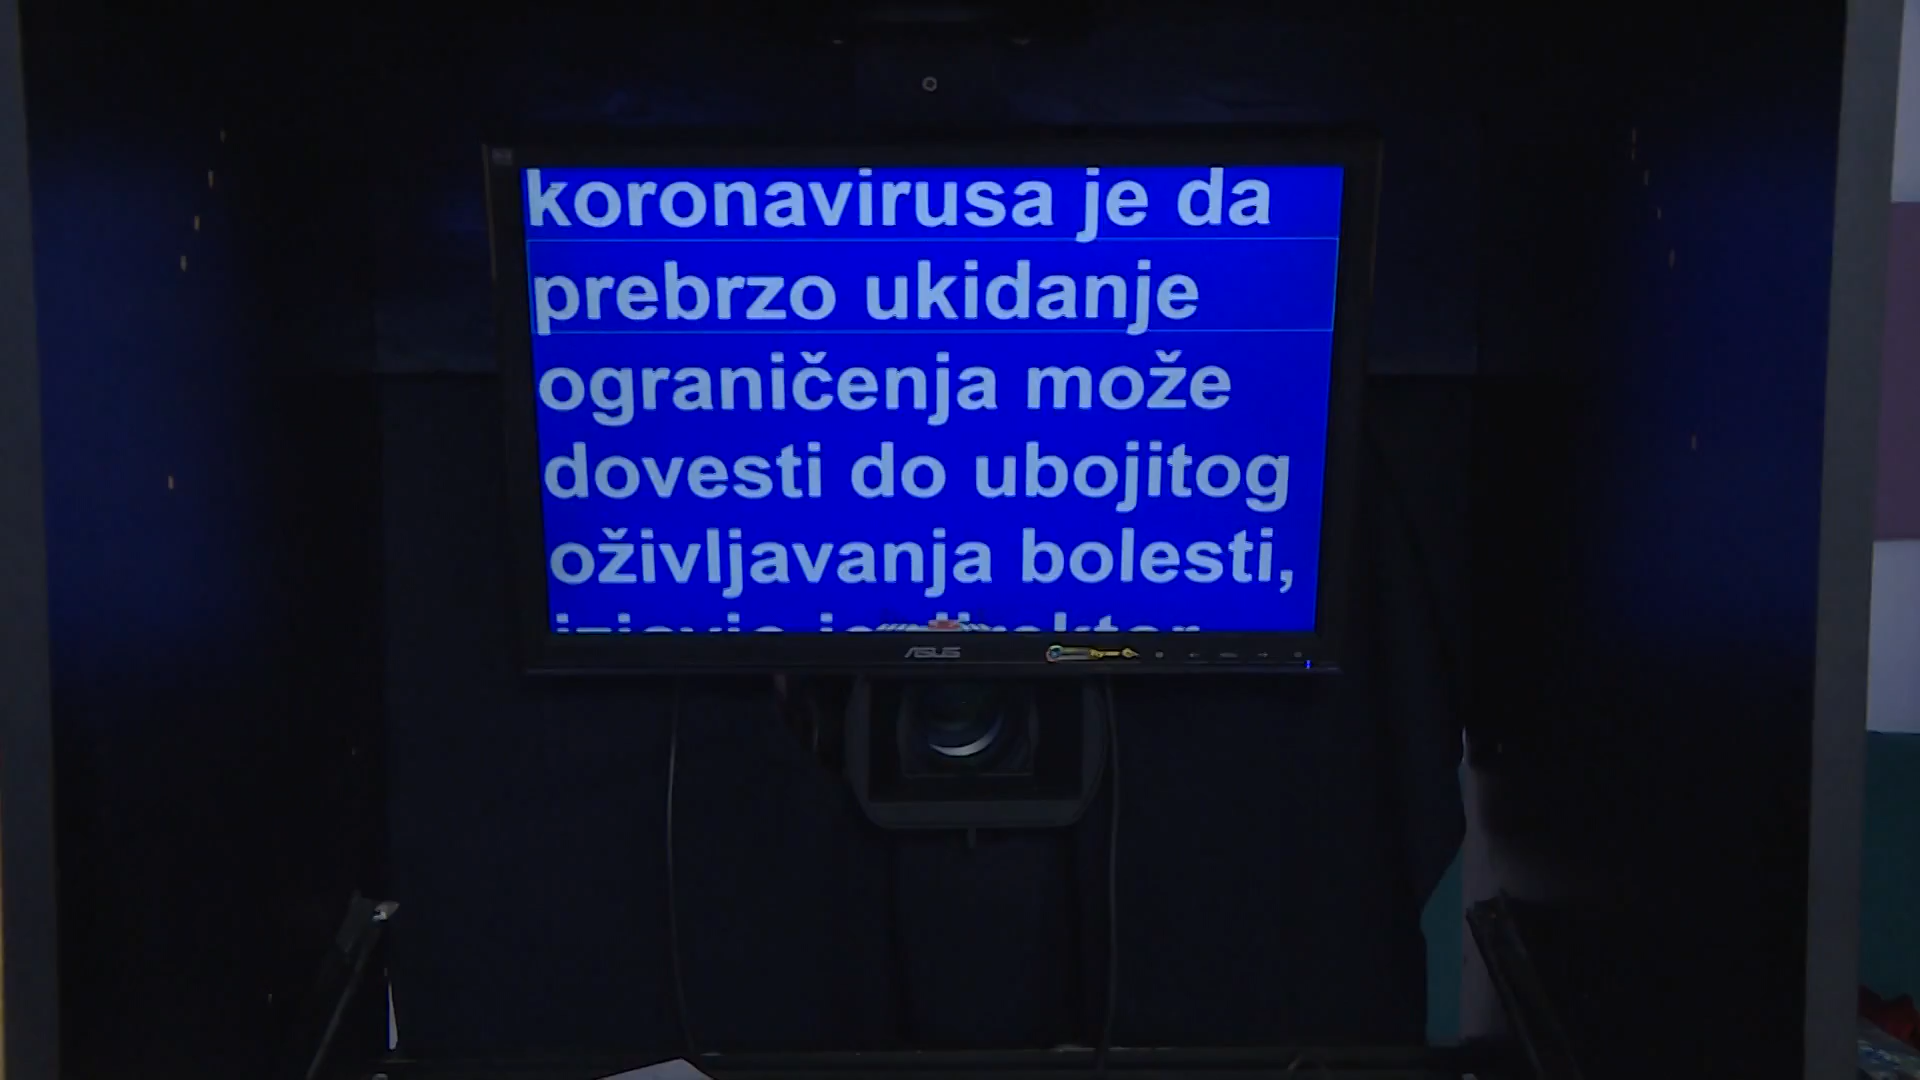 koronavirusa je da
prebrzo ukidanje
ograničenja može
dovesti do ubojitog
oživljavanja bolesti,
ASUS